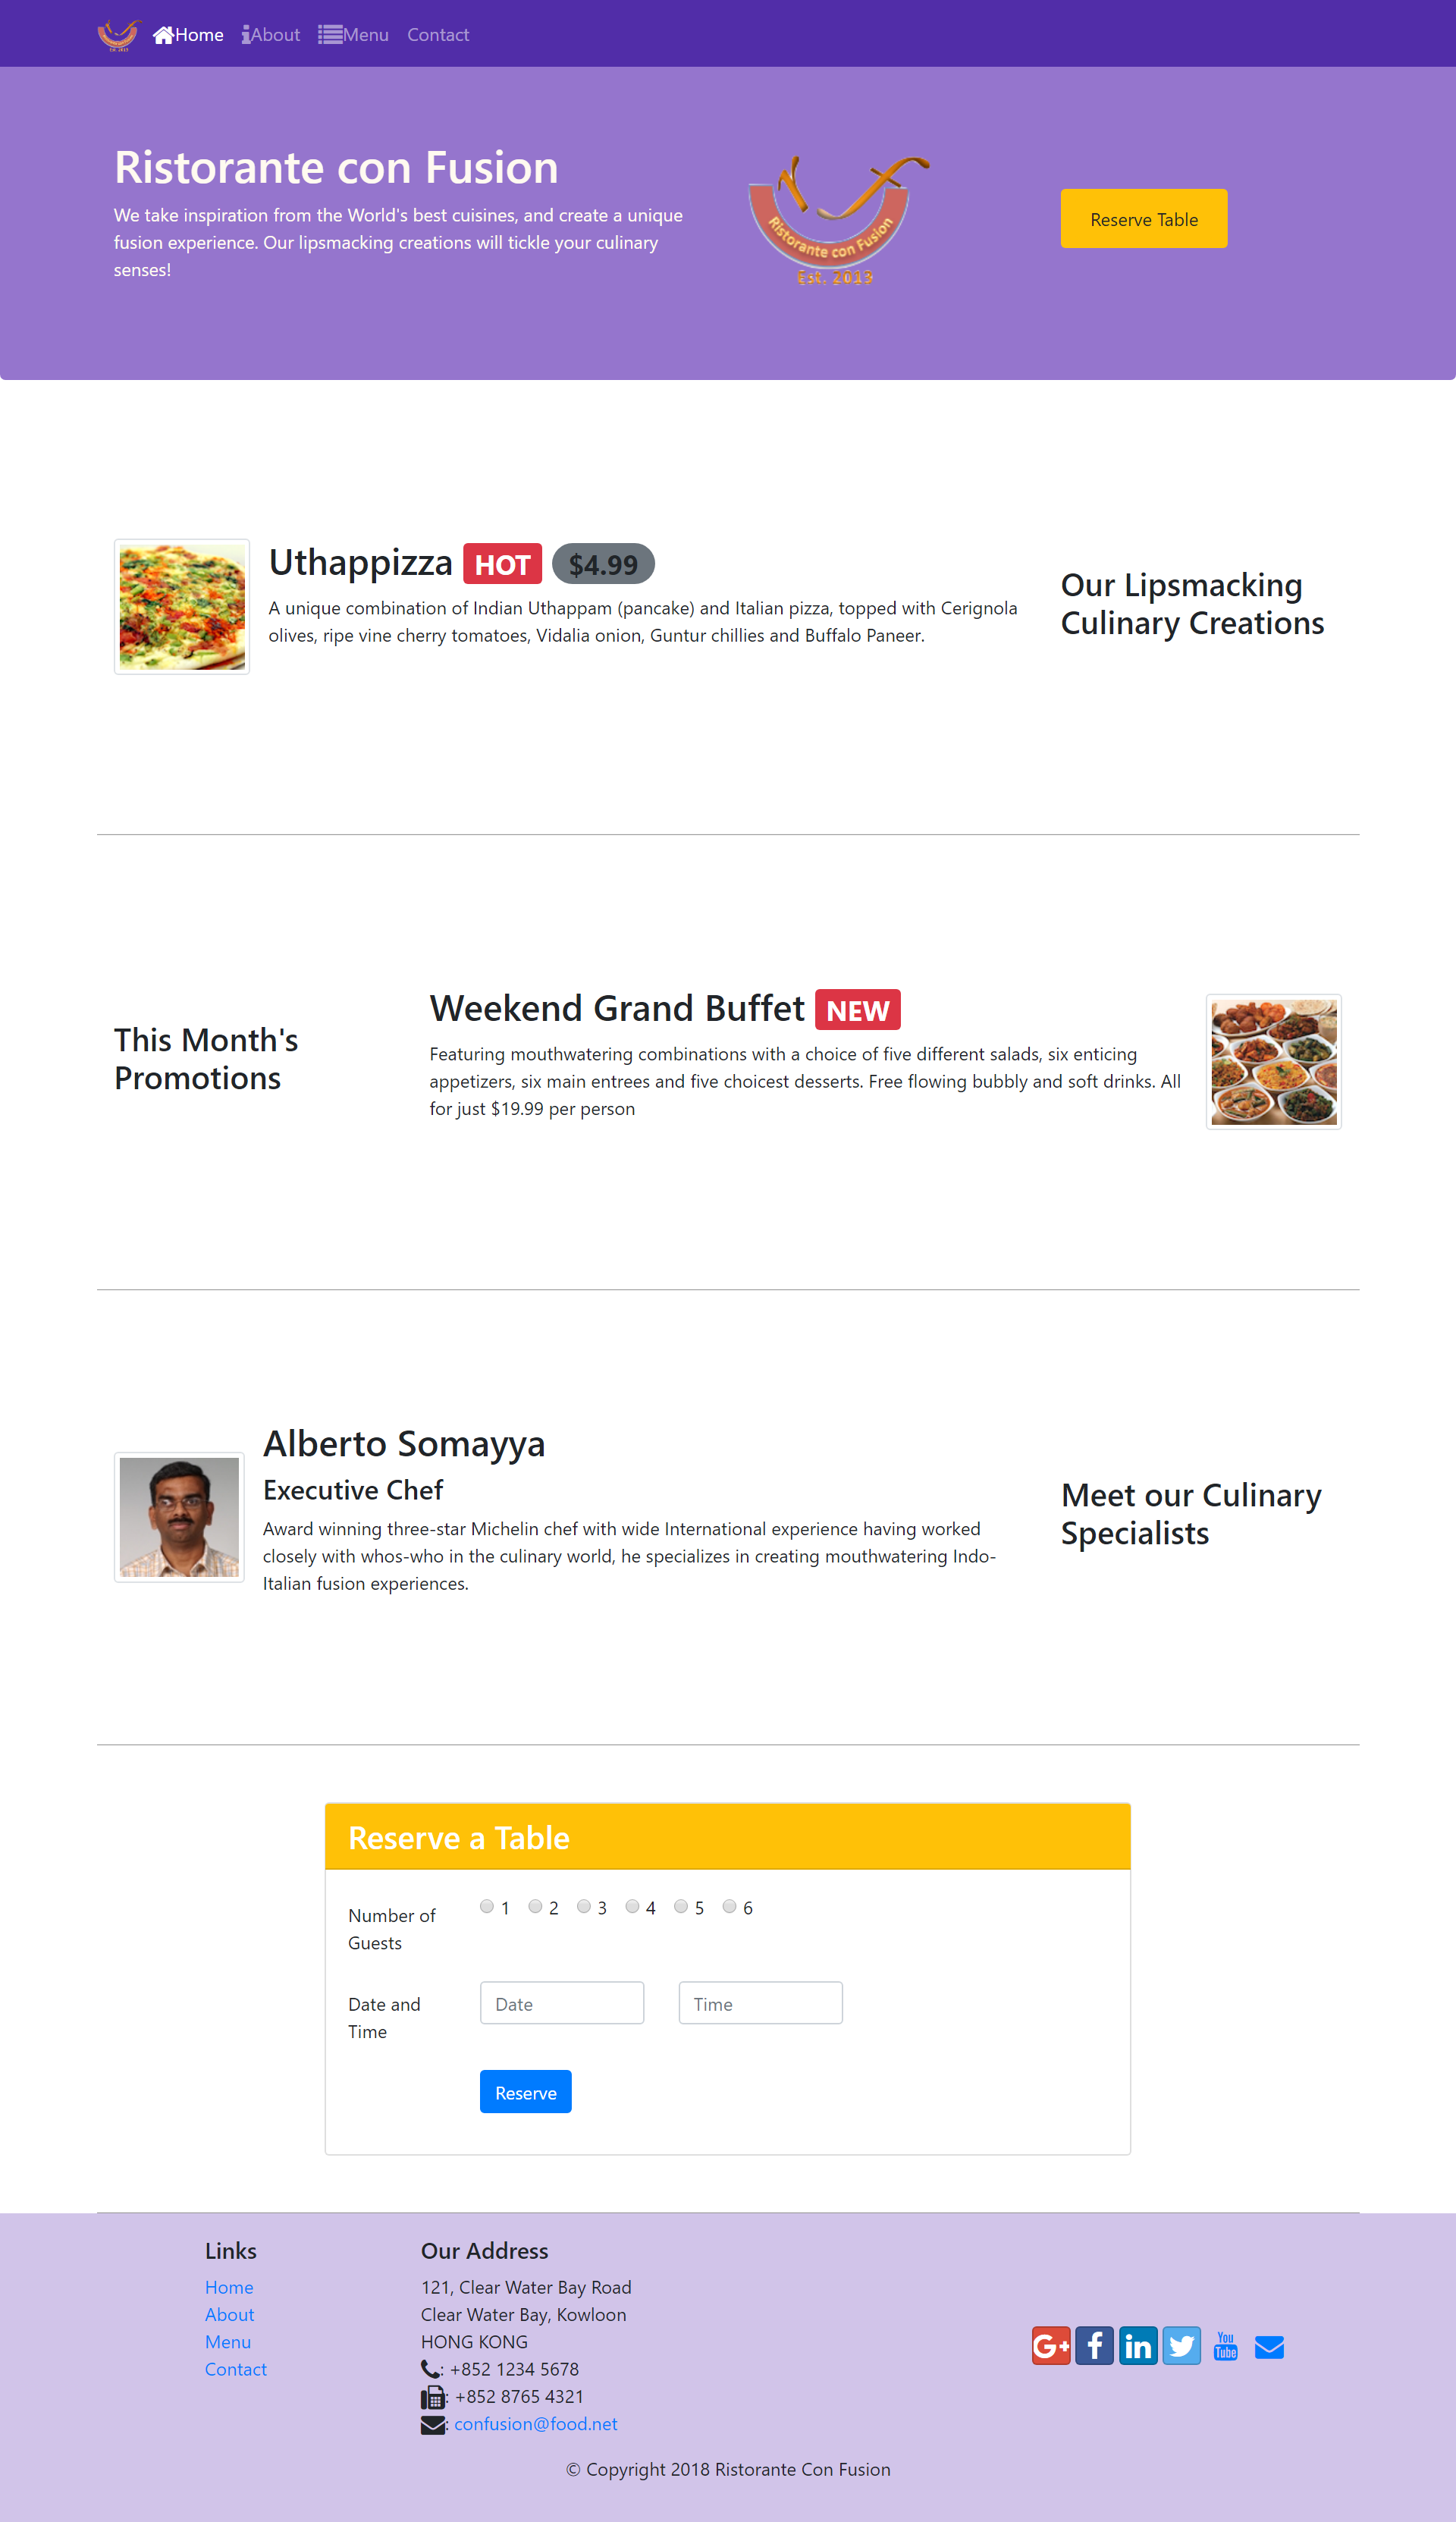 Home About Menu Contact
Ristorante con Fusion
We take inspiration from the World's best cuisines, and create a unique
fusion experience. Our lipsmacking creations will tickle your culinary
senses!
Ristorante con Fusion
Est. 2013
Reserve Table
Uthappizza HOT $4.99
A unique combination of Indian Uthappam (pancake) and Italian pizza, topped with Cerignola
olives, ripe vine cherry tomatoes, Vidalia onion, Guntur chillies and Buffalo Paneer.
Our Lipsmacking
Culinary Creations
This Month's
Promotions
Weekend Grand Buffet NEW
Featuring mouthwatering combinations with a choice of five different salads, six enticing
appetizers, six main entrees and five choicest desserts. Free flowing bubbly and soft drinks. All
for just $19.99 per person
Alberto Somayya
Executive Chef
Award winning three-star Michelin chef with wide International experience having worked
closely with whos-who in the culinary world, he specializes in creating mouthwatering Indo-
Italian fusion experiences.
Meet our Culinary
Specialists
Reserve a Table
Number of
Guests
1 2 3 4 5 6
Date and
Time
Date Time
Reserve
Links
Home
About
Menu
Contact
Our Address
121, Clear Water Bay Road
Clear Water Bay, Kowloon
HONG KONG
: +852 1234 5678
: +852 8765 4321
: confusion@food.net
G+ f in You
Tube
© Copyright 2018 Ristorante Con Fusion